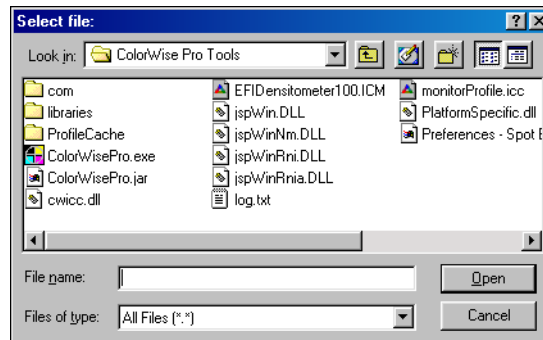 Select file:
Look in: ColorWise Pro Tools
com
libraries
ProfileCache
ColorWisePro.exe
ColorWisePro.jar
cwicc.dll
EFIDensitometer100.ICM
jspWin.DLL
jspWinNm.DLL
jspWinRni.DLL
jspWinRnia.DLL
log.txt
monitorProfile.icc
PlatformSpecific.dll
Preferences - Spot
File name:
Open
Files of type: All Files (*.*)
Cancel